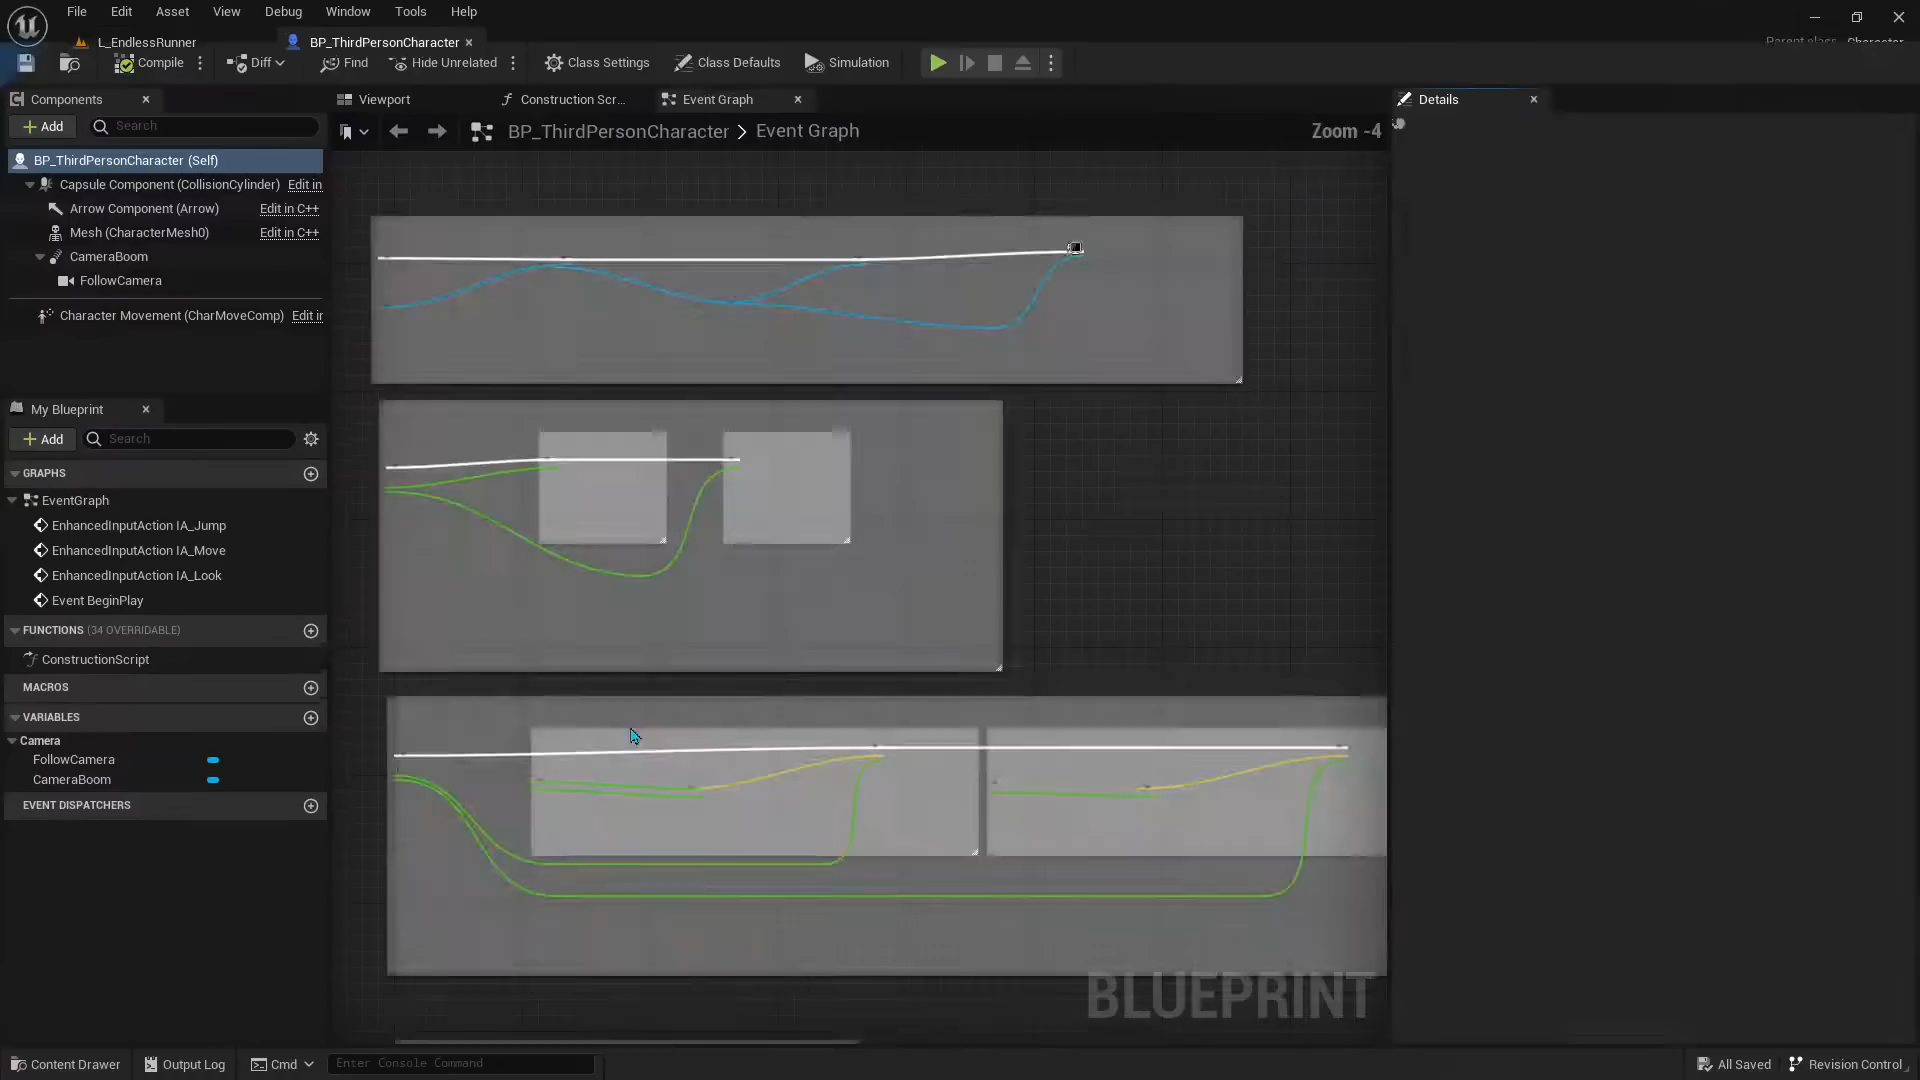 File Edit Asset View Debug Window Tools Help
L_EndlessRunner
BP_ThirdPersonCharacter
Parent class Character
Compile
Diff
Find
Hide Unrelated
Class Settings
Class Defaults
Simulation
Components
Viewport
Construction Scr...
Event Graph
Details
Add
Search
BP_ThirdPersonCharacter > Event Graph
Zoom -4
BP_ThirdPersonCharacter (Self)
Capsule Component (CollisionCylinder) Edit in
Arrow Component (Arrow) Edit in C++
Mesh (CharacterMesh0) Edit in C++
CameraBoom
FollowCamera
Character Movement (CharMoveComp) Edit ir
My Blueprint
Add
Search
GRAPHS
EventGraph
EnhancedInputAction IA_Jump
EnhancedInputAction IA_Move
EnhancedInputAction IA_Look
Event BeginPlay
FUNCTIONS (34 OVERRIDABLE)
ConstructionScript
MACROS
VARIABLES
Camera
FollowCamera
CameraBoom
EVENT DISPATCHERS
BLUEPRINT
Content Drawer
Output Log
Cmd
Enter Console Command
All Saved
Revision Control